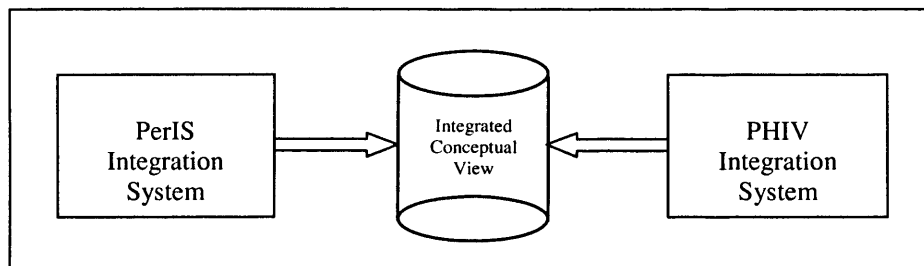 PerIS
Integration
System
Integrated
Conceptual
View
PHIV
Integration
System